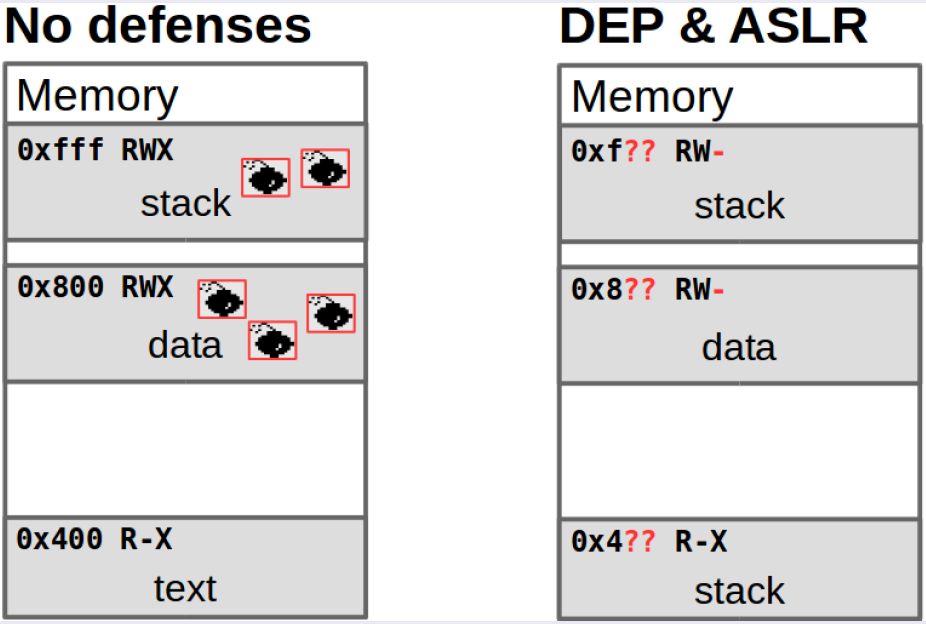 No defenses
Memory
0xfff RWX
stack
0x800 RWX
data
0x400 R-X
text
DEP & ASLR
Memory
0xf?? RW-
stack
0x8?? RW-
data
0x4?? R-X
stack